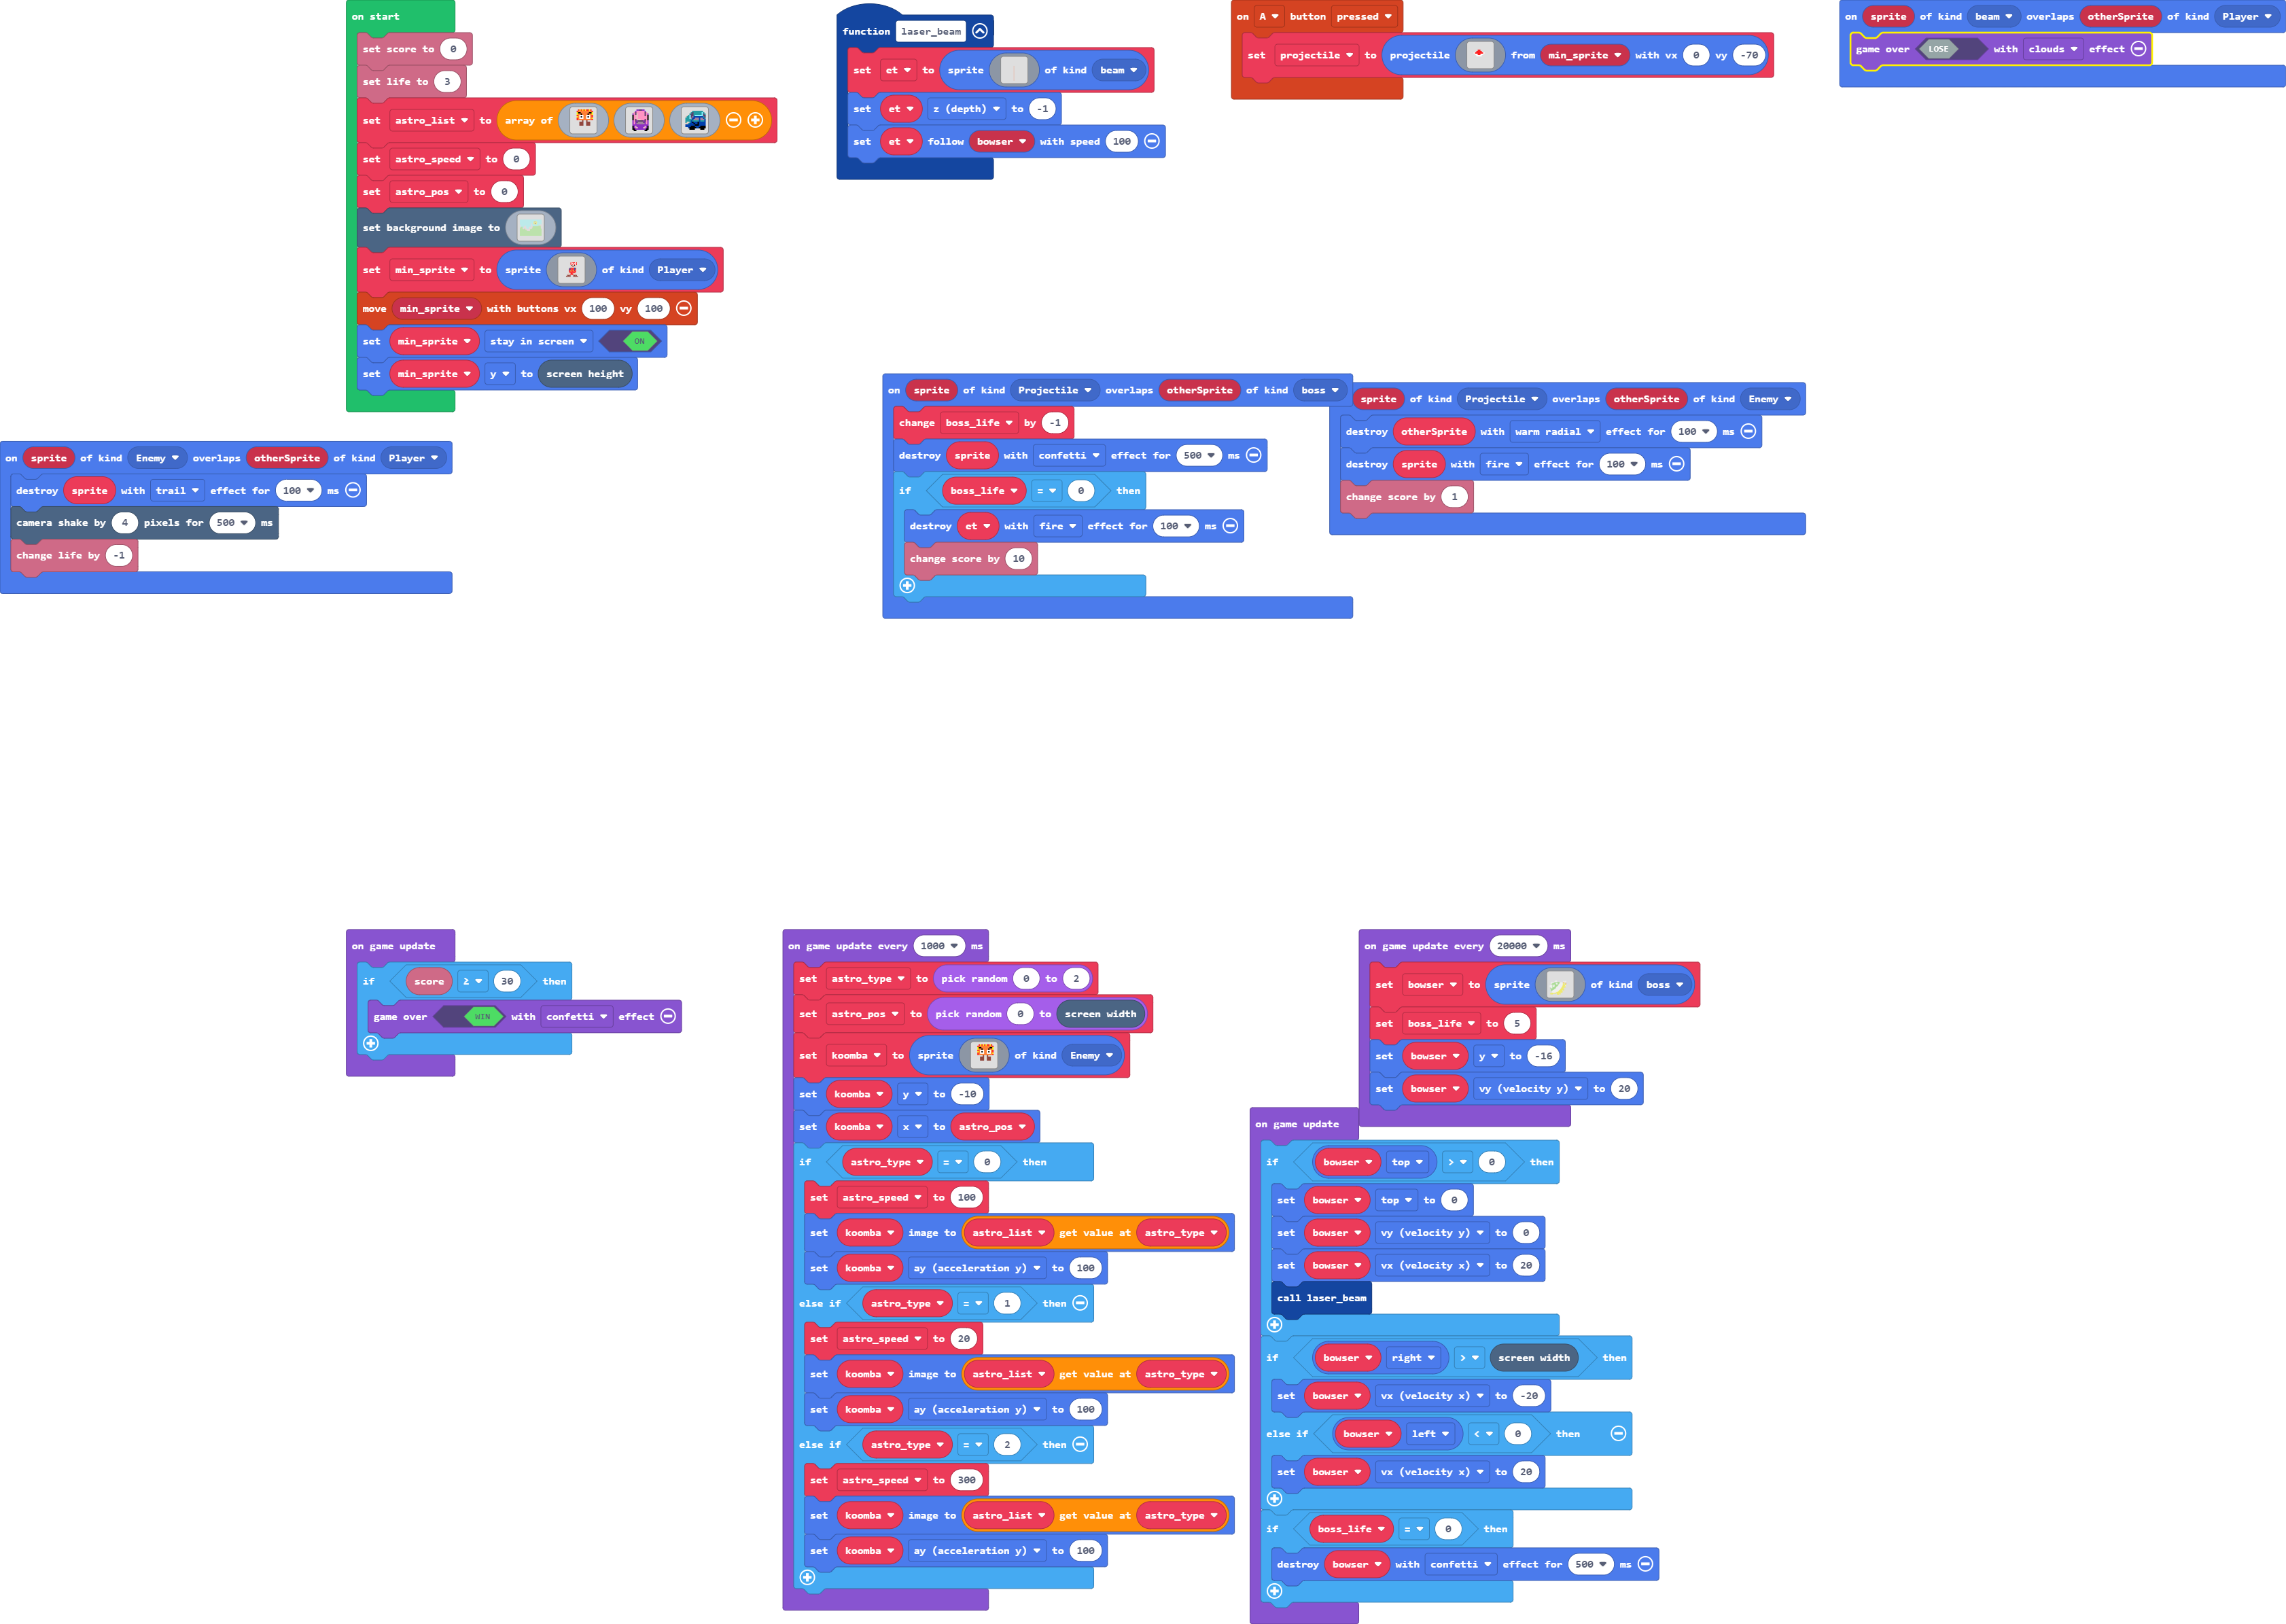 on start
set score to 0
set life to 3
set astro_list to array of
set astro_speed to 0
set astro_pos to 0
set background image to
set min_sprite to sprite of kind Player
move min_sprite with buttons vx 100 vy 100
set min_sprite stay in screen ON
set min_sprite y to screen height
function laser_beam
set et to sprite of kind beam
set et z (depth) to -1
set et follow bowser with speed 100
on A button pressed
set projectile to projectile from min_sprite with vx 0 vy -70
on sprite of kind beam overlaps otherSprite of kind Player
game over LOSE with clouds effect
on sprite of kind Enemy overlaps otherSprite of kind Player
destroy sprite with trail effect for 100 ms
camera shake by 4 pixels for 500 ms
change life by -1
on sprite of kind Projectile overlaps otherSprite of kind boss
change boss_life by -1
destroy sprite with confetti effect for 500 ms
if boss_life = 0 then
destroy et with fire effect for 100 ms
change score by 10
sprite of kind Projectile overlaps otherSprite of kind Enemy
destroy otherSprite with warm radial effect for 100 ms
destroy sprite with fire effect for 100 ms
change score by 1
on game update
if score ≥ 30 then
game over WIN with confetti effect
on game update every 1000 ms
set astro_type to pick random 0 to 2
set astro_pos to pick random 0 to screen width
set koomba to sprite of kind Enemy
set koomba y to -10
set koomba x to astro_pos
if astro_type = 0 then
set astro_speed to 100
set koomba image to astro_list get value at astro_type
set koomba ay (acceleration y) to 100
else if astro_type = 1 then
set astro_speed to 20
set koomba image to astro_list get value at astro_type
set koomba ay (acceleration y) to 100
else if astro_type = 2 then
set astro_speed to 300
set koomba image to astro_list get value at astro_type
set koomba ay (acceleration y) to 100
on game update every 20000 ms
set bowser to sprite of kind boss
set boss_life to 5
set bowser y to -16
set bowser vy (velocity y) to 20
on game update
if bowser top > 0 then
set bowser top to 0
set bowser vy (velocity y) to 0
set bowser vx (velocity x) to 20
call laser_beam
if bowser right > screen width then
set bowser vx (velocity x) to -20
else if bowser left < 0 then
set bowser vx (velocity x) to 20
if boss_life = 0 then
destroy bowser with confetti effect for 500 ms